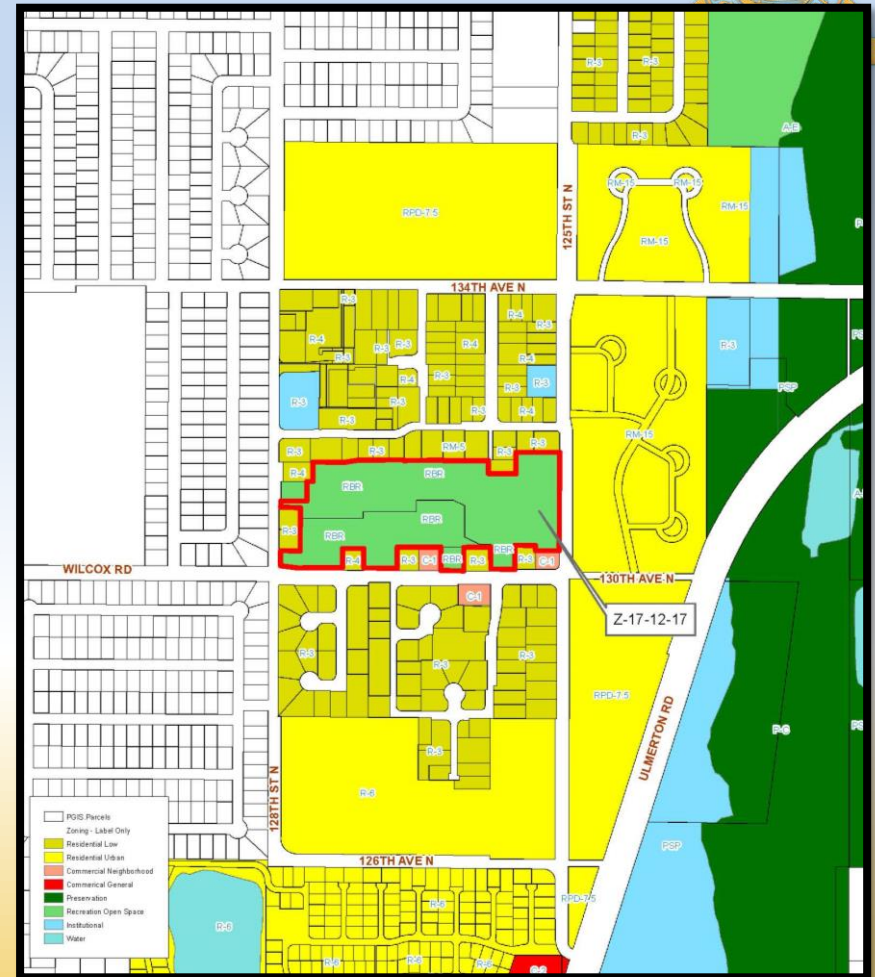 R-3
R-3
A-E
R-3
RM-15
RM-15
RM-15
RPD-7.5
RM-15
125TH ST N
134TH AVE N
R-3
R-4
R-3
R-4
R-3
R-4
R-3
R-3
R-4
R-3
R-3
PSP
R-4
R-3
R-3
R-3
R-3
R-3
R-3
R-4
RM-15
R-3
R-3
RM-5
R-3
R-3
R-4
RBR
RBR
R-3
RBR
RBR
WILCOX RD
R-4
R-3
C-1
RBR
R-3
RBR
R-3
C-1
130TH AVE N
C-1
Z-17-12-17
R-3
R-3
RPD-7.5
P-C
ULMERTON RD
R-3
128TH ST N
R-6
PSP
126TH AVE N
RPD-7.5
R-6
R-6
R-6
R-6
R-6
C-2
PGIS.Parcels
Zoning - Label Only
Residential Low
Residential Urban
Commercial Neighborhood
Commerical General
Preservation
Recreation Open Space
Institutional
Water